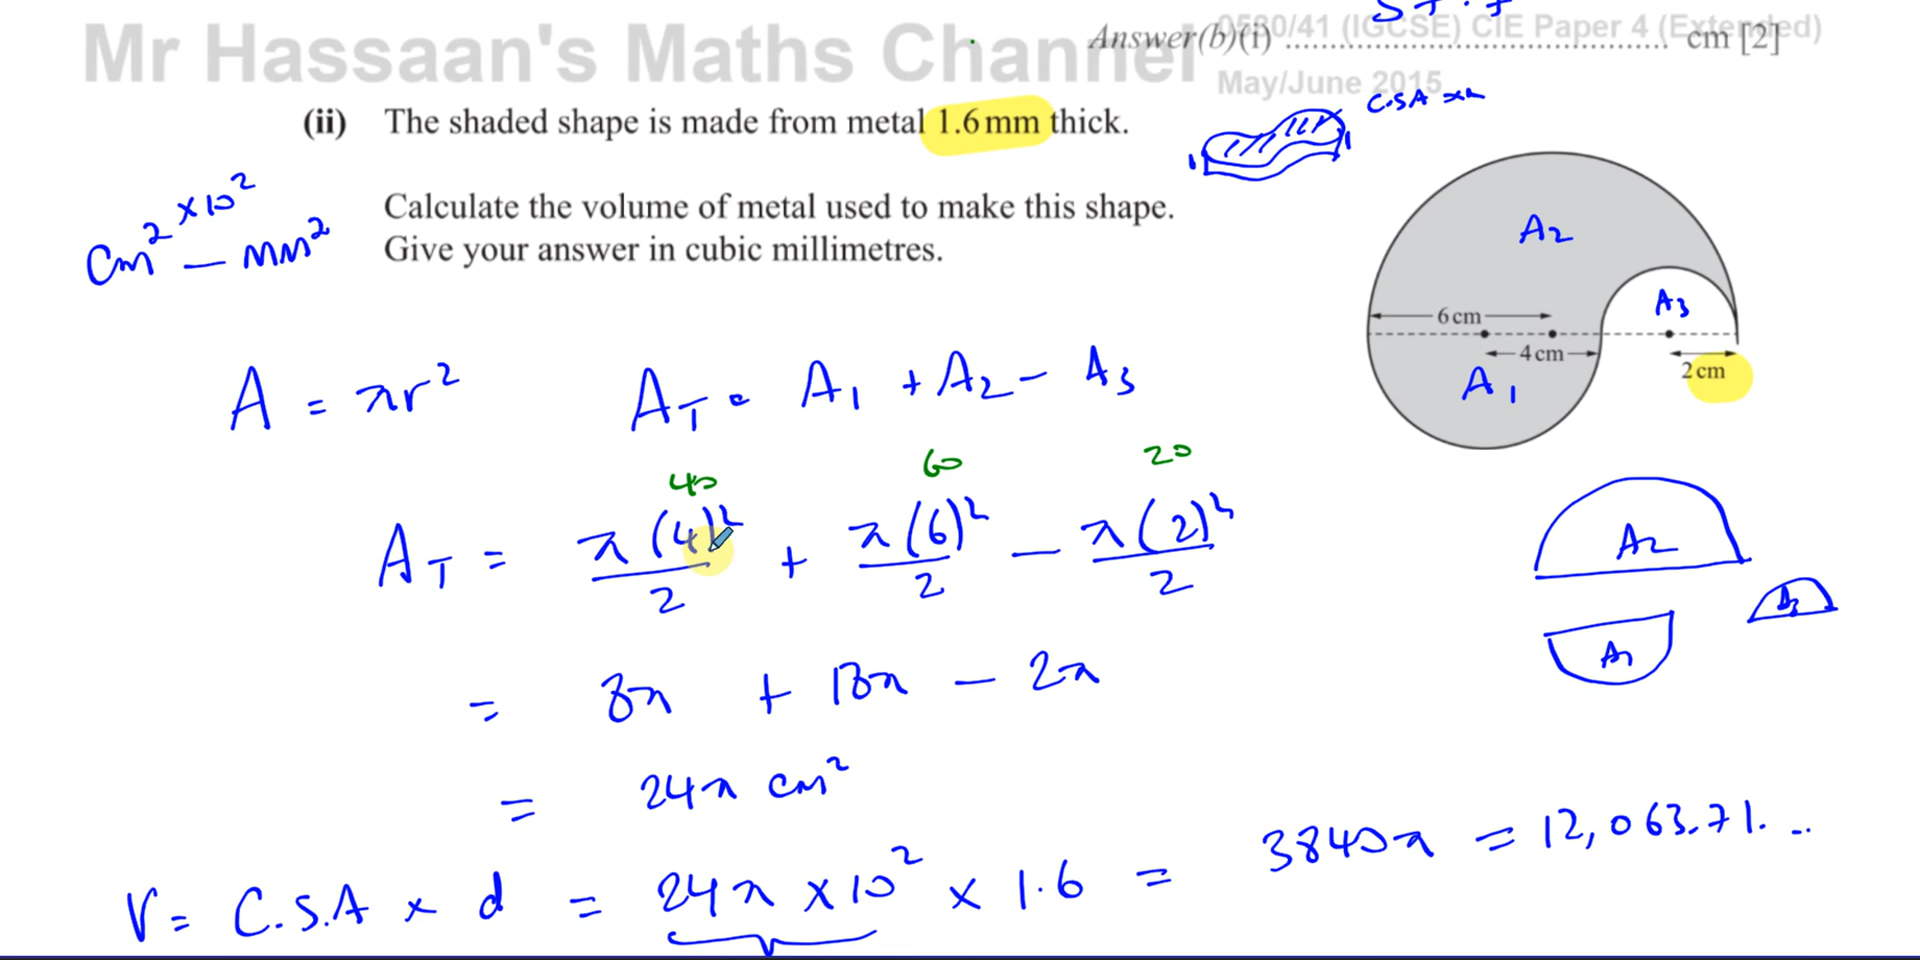 Mr Hassaan's Maths Channel
0580/41 (IGCSE) CIE Paper 4 (Extended)
May/June 2015
Answer(b)(i) ........................................ cm [2]
(ii) The shaded shape is made from metal 1.6 mm thick.
C.S.A x h
Calculate the volume of metal used to make this shape.
Give your answer in cubic millimetres.
cm² ×10² — mm²
A2
A3
6 cm
4 cm
2 cm
A1
A = πr²
A_T = A1 + A2 − A3
40 60 20
A_T = π(4)²/2 + π(6)²/2 − π(2)²/2
A2
A3
A1
= 8π + 18π − 2π
= 24π cm²
V = C.S.A × d = 24π × 10² × 1.6 = 3840π = 12,063.71...